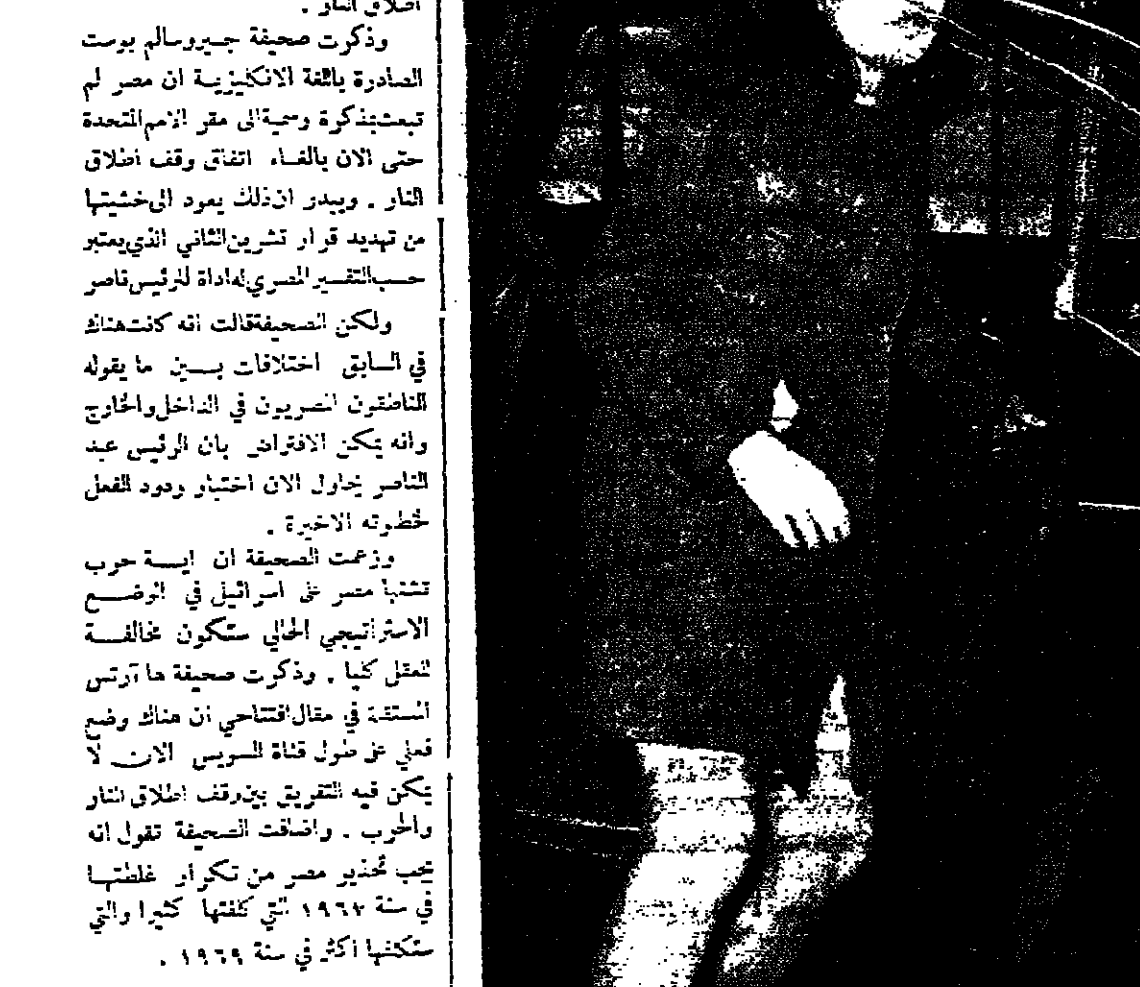 اطلاق النار .
وذكرت صحيفة جيروسالم بوست
الصادرة باللغة الانكليزية ان مصر لم
تبعث بذكرة رسمية الى مقر الامم المتحدة
حتى الان بالغاء اتفاق وقف اطلاق
النار . ويبدو ان ذلك يعود الى خشيتها
من تهديد قرار تشرين الثاني الذي يعتبر
حسب التفسير المصري له اداة للرئيس ناصر
ولكن الصحيفة قالت انه كانت هناك
في السابق اختلافات بين ما يقوله
الناطقون المصريون في الداخل والخارج
وانه يمكن الافتراض بان الرئيس عبد
الناصر يحاول الان اختبار ردود الفعل
لخطوته الاخيرة .
وزعمت الصحيفة ان اية حرب
تشنها مصر على اسرائيل في الوضع
الاستراتيجي الحالي ستكون مخالفة
للعقل كليا . وذكرت صحيفة ها آرتس
المستقلة في مقال افتتاحي ان هناك وضع
فعلي على طول قناة السويس الان لا
يمكن فيه التفريق بين وقف اطلاق النار
والحرب . واضافت الصحيفة تقول انه
يجب تحذير مصر من تكرار غلطتها
في سنة ١٩٦٧ التي كلفتها كثيرا والتي
ستكلفها اكثر في سنة ١٩٦٩ .